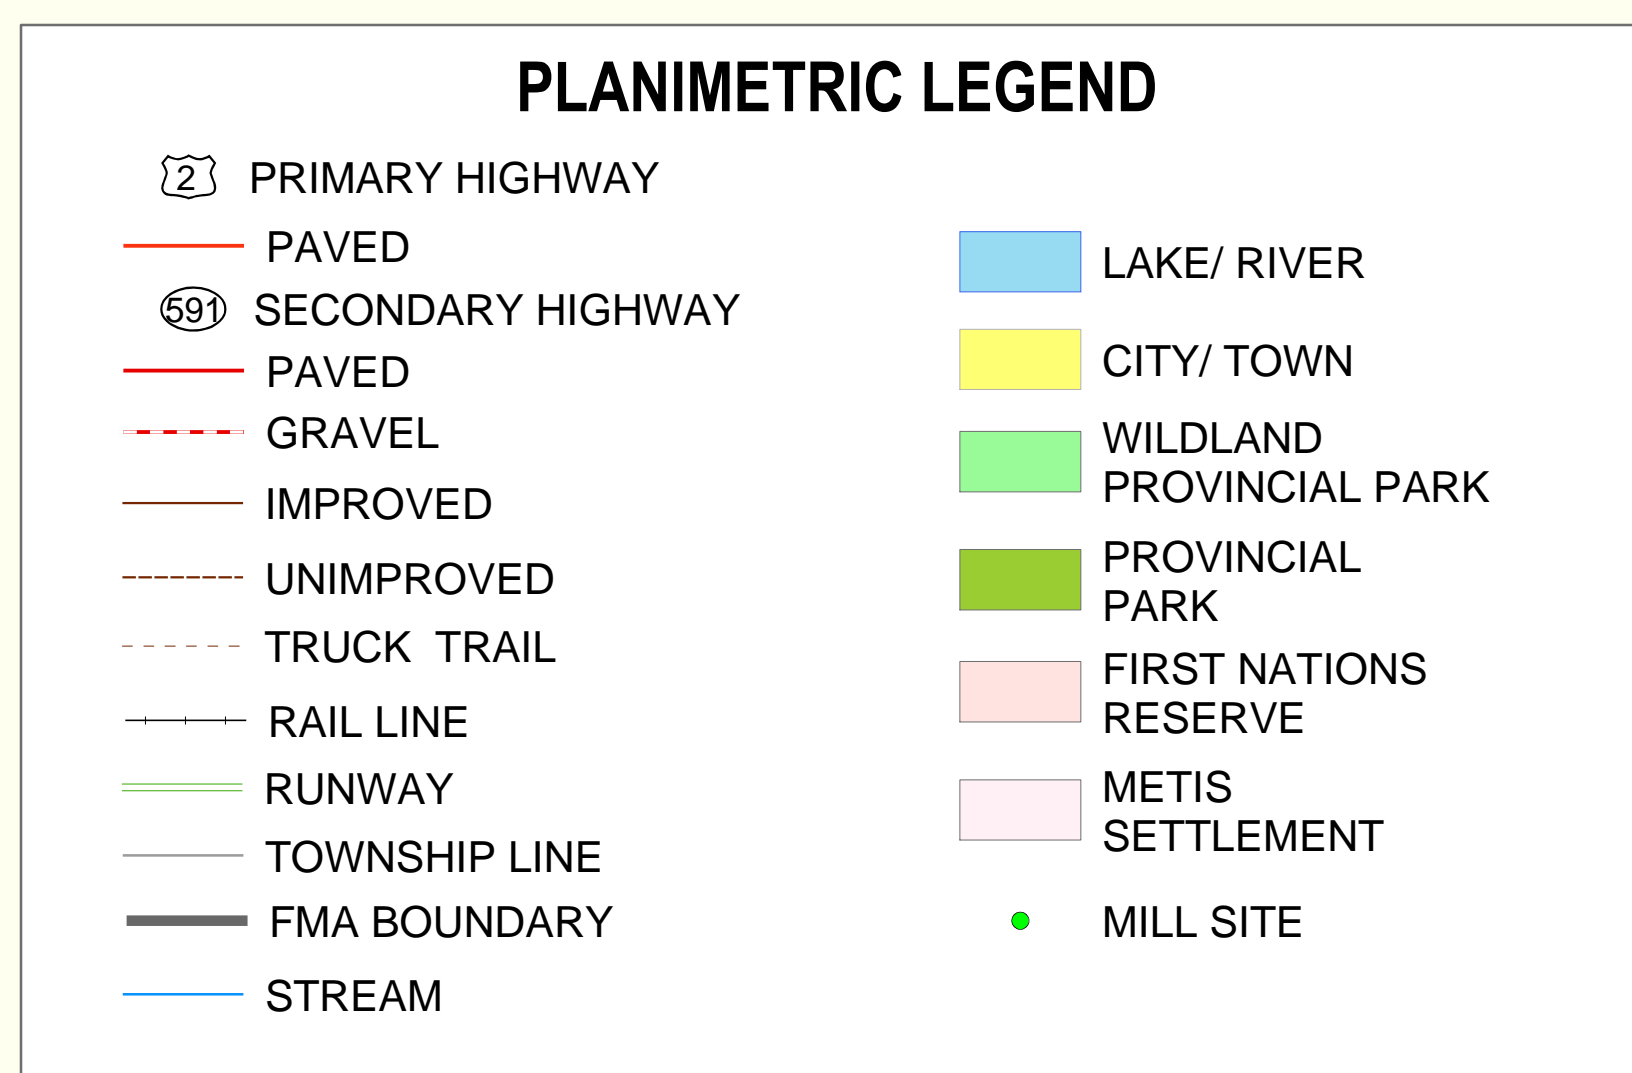 PLANIMETRIC LEGEND
2 PRIMARY HIGHWAY
PAVED
591 SECONDARY HIGHWAY
PAVED
GRAVEL
IMPROVED
UNIMPROVED
TRUCK TRAIL
RAIL LINE
RUNWAY
TOWNSHIP LINE
FMA BOUNDARY
STREAM
LAKE/ RIVER
CITY/ TOWN
WILDLAND
PROVINCIAL PARK
PROVINCIAL
PARK
FIRST NATIONS
RESERVE
METIS
SETTLEMENT
MILL SITE